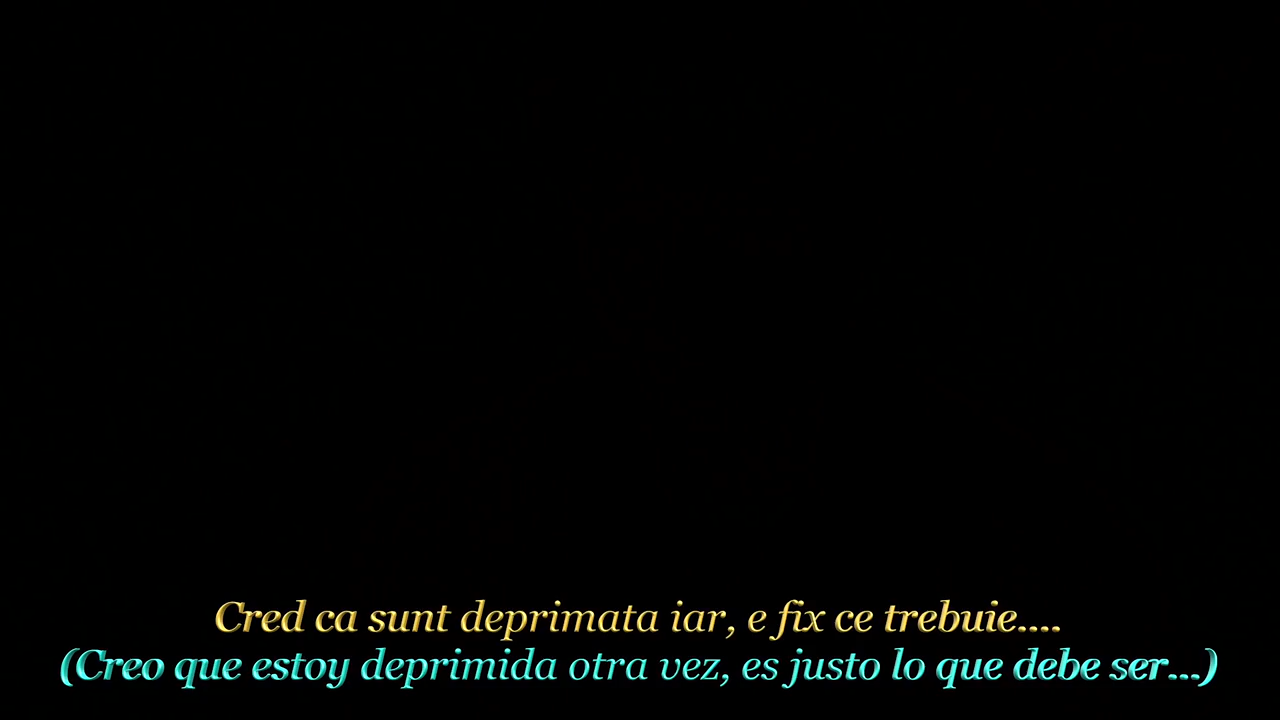 Cred ca sunt deprimata iar, e fix ce trebuie....
(Creo que estoy deprimida otra vez, es justo lo que debe ser...)